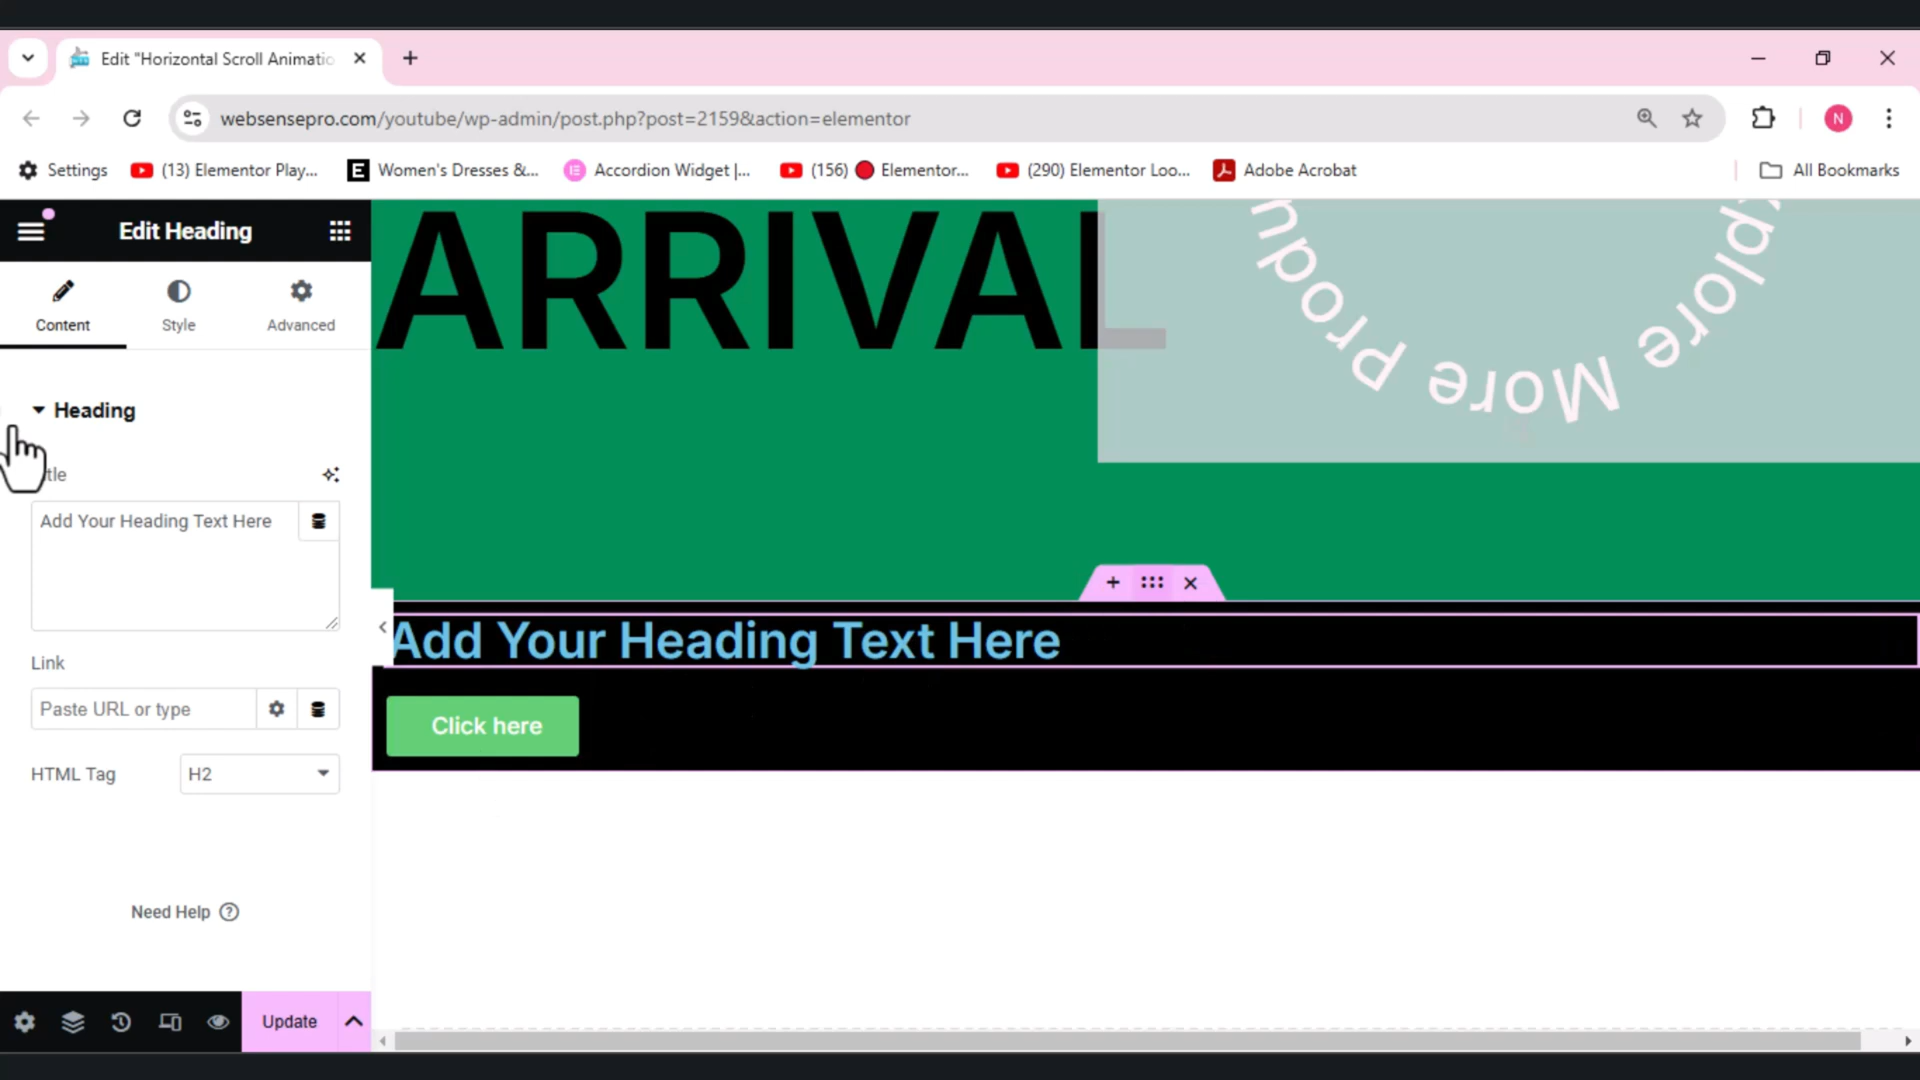 Edit "Horizontal Scroll Animatio
websensepro.com/youtube/wp-admin/post.php?post=2159&action=elementor
N
Settings
(13) Elementor Play...
E
Women's Dresses &...
Accordion Widget |...
(156) Elementor...
(290) Elementor Loo...
Adobe Acrobat
All Bookmarks
Edit Heading
Content
Style
Advanced
Heading
tle
Add Your Heading Text Here
Link
Paste URL or type
HTML Tag
H2
Need Help
Update
ARRIVAL
xplore More Produ
Add Your Heading Text Here
Click here